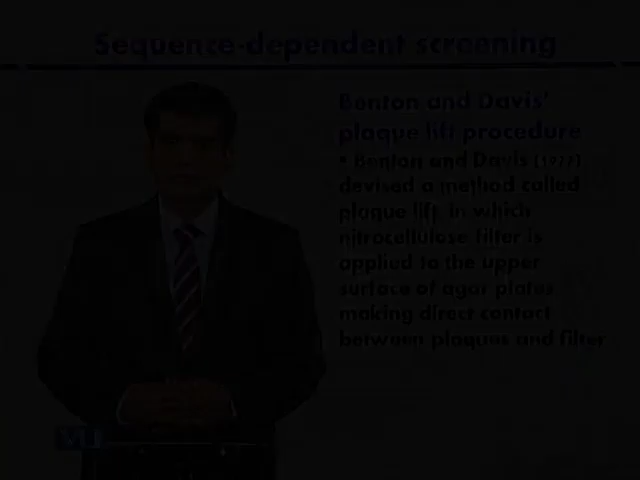 Sequence-dependent screening
Benton and Davis'
plaque lift procedure
• Benton and Davis (1977)
devised a method called
plaque lift, in which
nitrocellulose filter is
applied to the upper
surface of agar plates,
making direct contact
between plaques and filter
VU